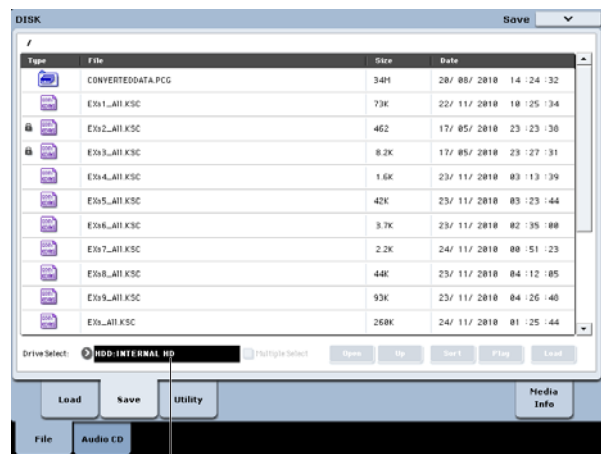 DISK Save
/
Type File Size Date
CONVERTEDDATA.PCG 34M 20/ 08/ 2010 14 :24 :32
EXs1_All.KSC 73K 22/ 11/ 2010 10 :25 :34
EXs2_All.KSC 462 17/ 05/ 2010 23 :23 :30
EXs3_All.KSC 8.2K 17/ 05/ 2010 23 :27 :31
EXs4_All.KSC 1.6K 23/ 11/ 2010 03 :13 :39
EXs5_All.KSC 42K 23/ 11/ 2010 03 :23 :44
EXs6_All.KSC 3.7K 23/ 11/ 2010 02 :35 :00
EXs7_All.KSC 2.2K 24/ 11/ 2010 00 :51 :23
EXs8_All.KSC 44K 23/ 11/ 2010 04 :12 :05
EXs9_All.KSC 93K 23/ 11/ 2010 04 :26 :40
EXs_All.KSC 260K 24/ 11/ 2010 01 :25 :44
Drive Select: HDD:INTERNAL HD Multiple Select Open Up Sort Play Load
Load Save Utility Media Info
File Audio CD